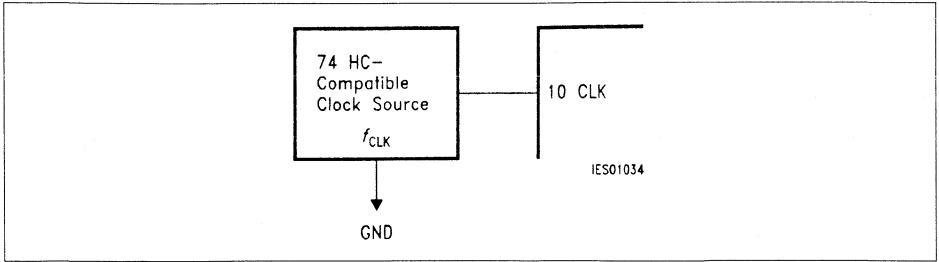 74 HC-
Compatible
Clock Source
fCLK
10 CLK
IES01034
GND